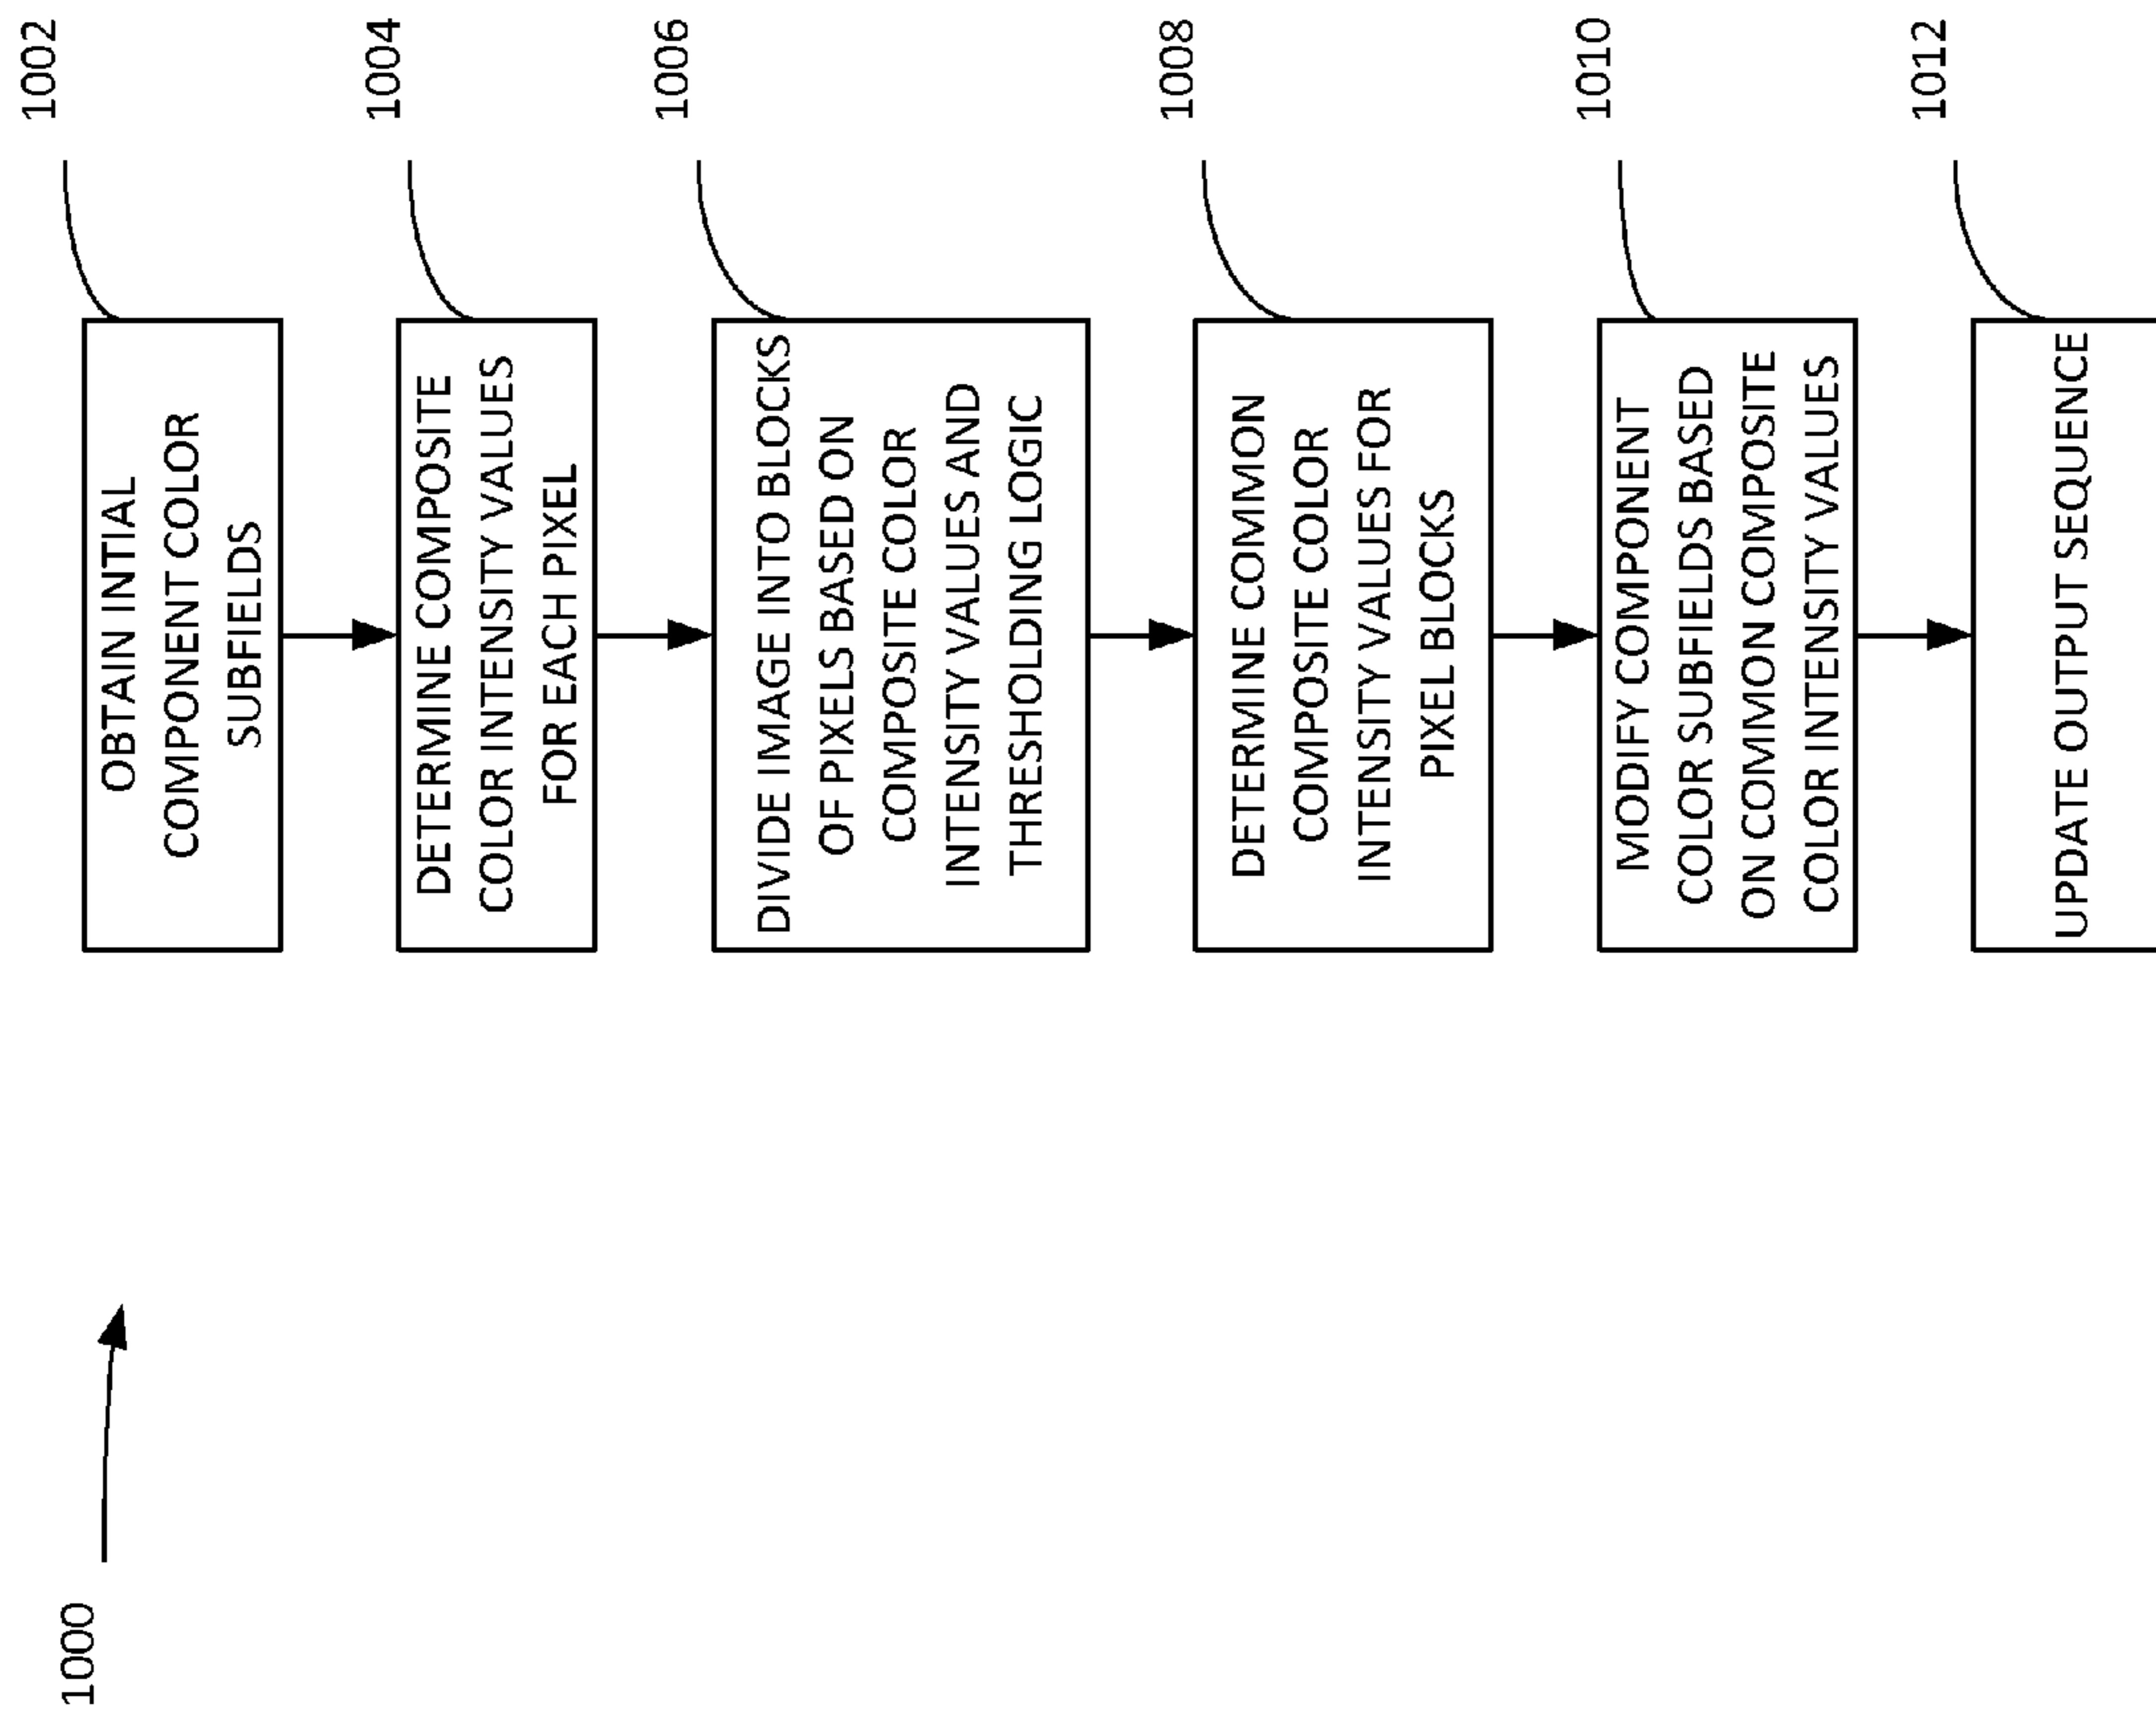 1000
1002
OBTAIN INTIAL
COMPONENT COLOR
SUBFIELDS
1004
DETERMINE COMPOSITE
COLOR INTENSITY VALUES
FOR EACH PIXEL
1006
DIVIDE IMAGE INTO BLOCKS
OF PIXELS BASED ON
COMPOSITE COLOR
INTENSITY VALUES AND
THRESHOLDING LOGIC
1008
DETERMINE COMMON
COMPOSITE COLOR
INTENSITY VALUES FOR
PIXEL BLOCKS
1010
MODIFY COMPONENT
COLOR SUBFIELDS BASED
ON COMMON COMPOSITE
COLOR INTENSITY VALUES
1012
UPDATE OUTPUT SEQUENCE